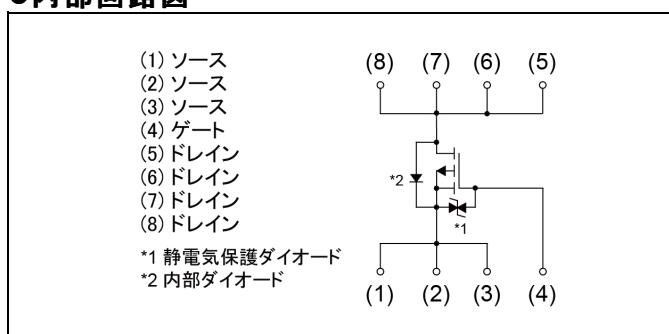 ●内部回路図
(1) ソース
(2) ソース
(3) ソース
(4) ゲート
(5) ドレイン
(6) ドレイン
(7) ドレイン
(8) ドレイン
*1 静電気保護ダイオード
*2 内部ダイオード
(8) (7) (6) (5)
*2
*1
(1) (2) (3) (4)